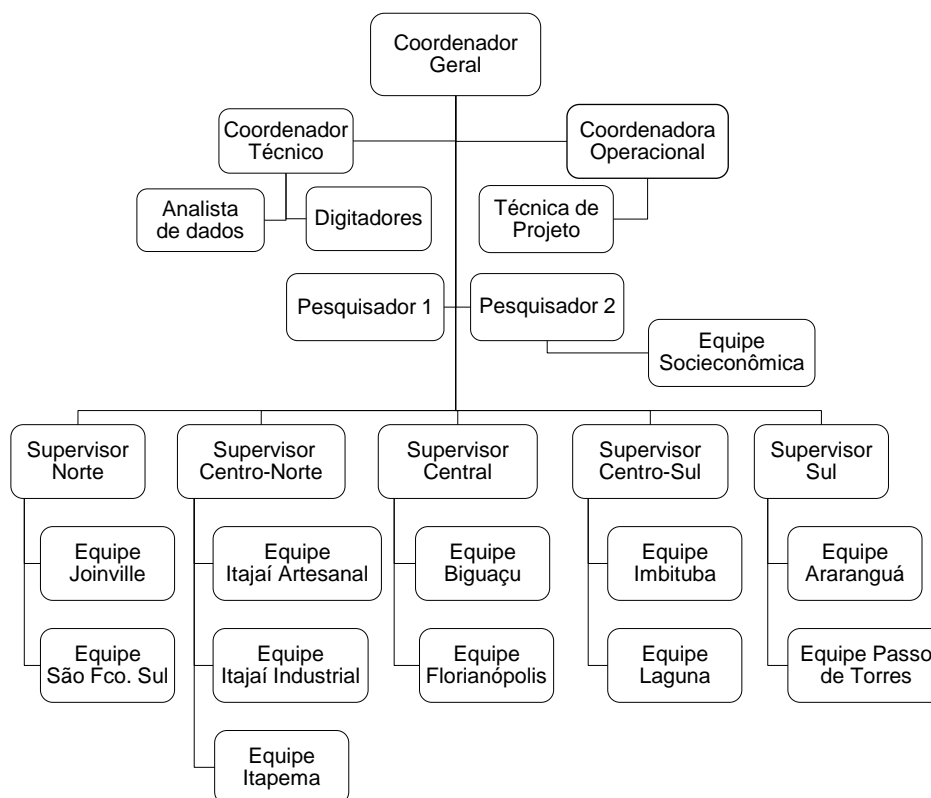 Coordenador
Geral
Coordenador
Técnico
Coordenadora
Operacional
Analista
de dados
Digitadores
Técnica de
Projeto
Pesquisador 1
Pesquisador 2
Equipe
Socieconômica
Supervisor
Norte
Supervisor
Centro-Norte
Supervisor
Central
Supervisor
Centro-Sul
Supervisor
Sul
Equipe
Joinville
Equipe
Itajaí Artesanal
Equipe
Biguaçu
Equipe
Imbituba
Equipe
Araranguá
Equipe
São Fco. Sul
Equipe
Itajaí Industrial
Equipe
Florianópolis
Equipe
Laguna
Equipe Passo
de Torres
Equipe
Itapema